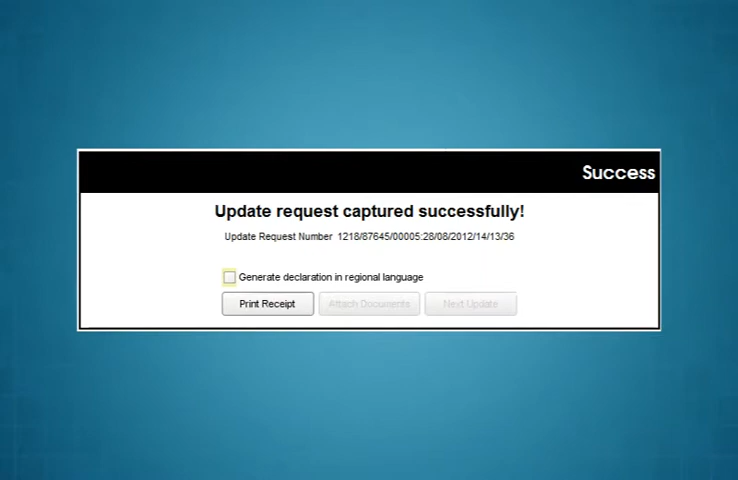 Success
Update request captured successfully!
Update Request Number 1218/87645/00005:28/08/2012/14/13/36
Generate declaration in regional language
Print Receipt Attach Documents Next Update